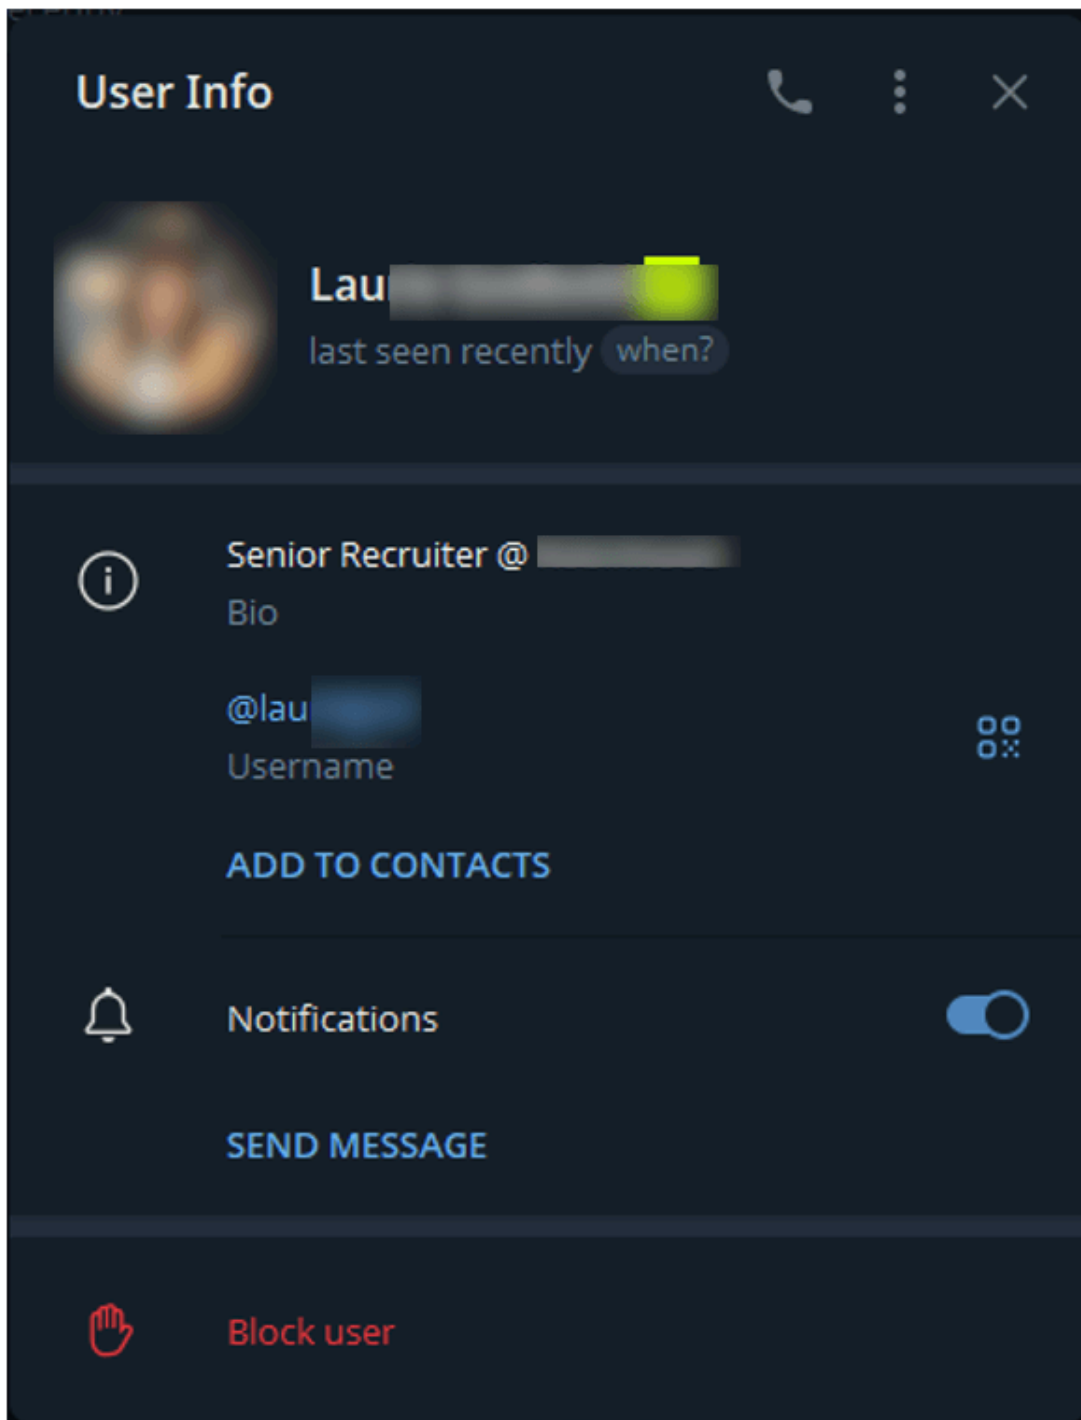 User Info
Lau
last seen recently when?
Senior Recruiter @
Bio
@lau
Username
ADD TO CONTACTS
Notifications
SEND MESSAGE
Block user